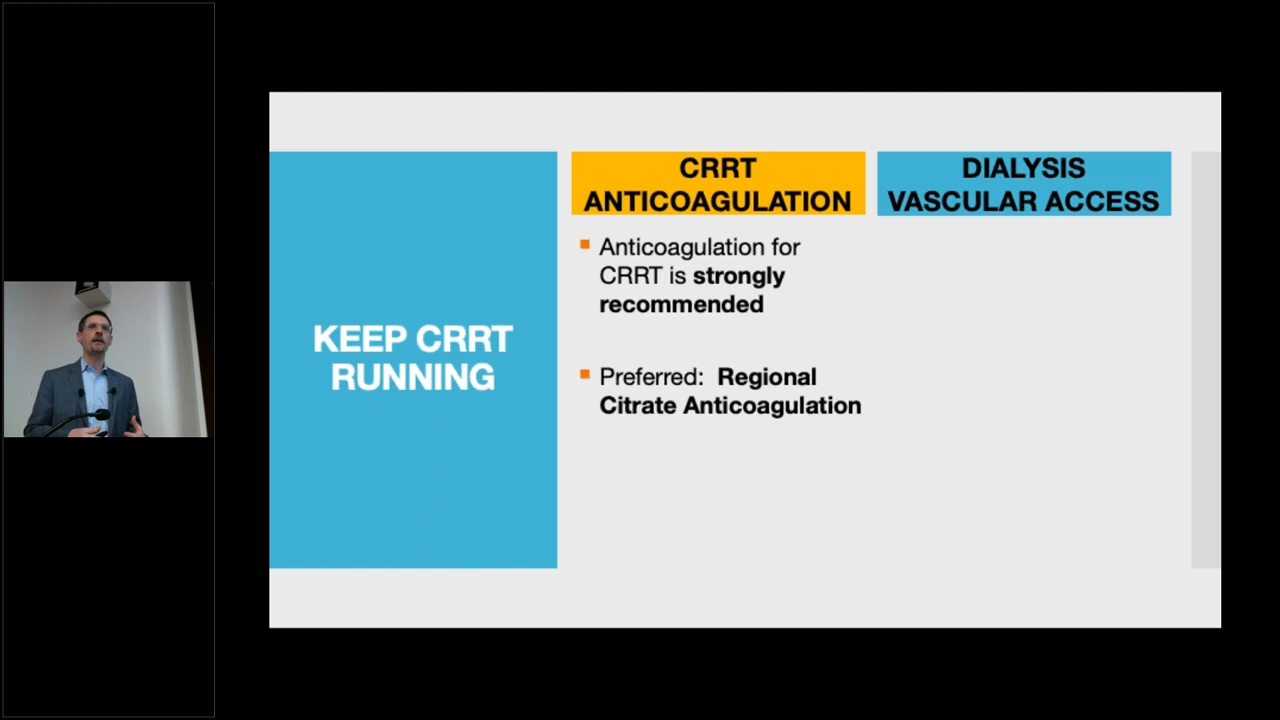 KEEP CRRT
RUNNING
CRRT
ANTICOAGULATION
Anticoagulation for
CRRT is strongly
recommended
Preferred: Regional
Citrate Anticoagulation
DIALYSIS
VASCULAR ACCESS